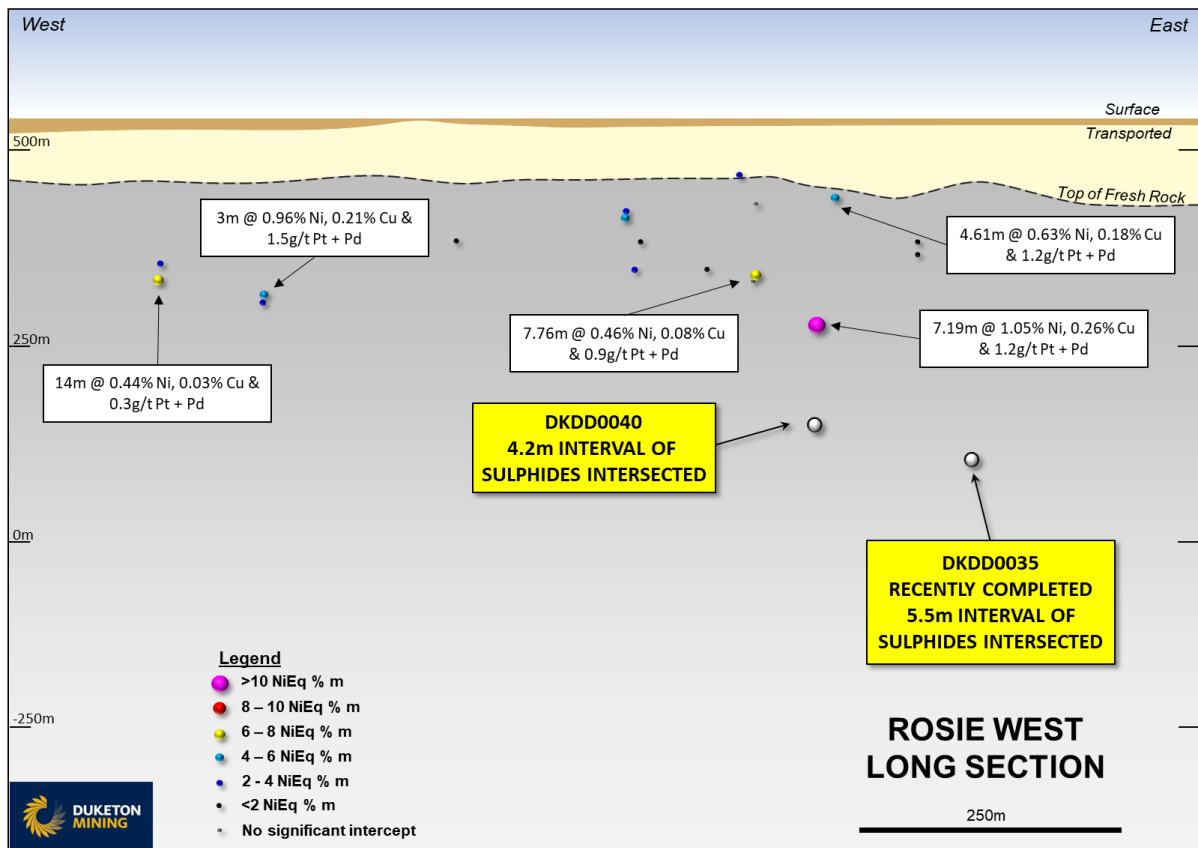 West
East
Surface
Transported
500m
Top of Fresh Rock
3m @ 0.96% Ni, 0.21% Cu &
1.5g/t Pt + Pd
4.61m @ 0.63% Ni, 0.18% Cu
& 1.2g/t Pt + Pd
7.76m @ 0.46% Ni, 0.08% Cu
& 0.9g/t Pt + Pd
7.19m @ 1.05% Ni, 0.26% Cu
& 1.2g/t Pt + Pd
250m
14m @ 0.44% Ni, 0.03% Cu &
0.3g/t Pt + Pd
DKDD0040
4.2m INTERVAL OF
SULPHIDES INTERSECTED
0m
DKDD0035
RECENTLY COMPLETED
5.5m INTERVAL OF
SULPHIDES INTERSECTED
Legend
>10 NiEq % m
8 – 10 NiEq % m
6 – 8 NiEq % m
4 – 6 NiEq % m
2 - 4 NiEq % m
<2 NiEq % m
No significant intercept
-250m
ROSIE WEST
LONG SECTION
250m
DUKETON
MINING